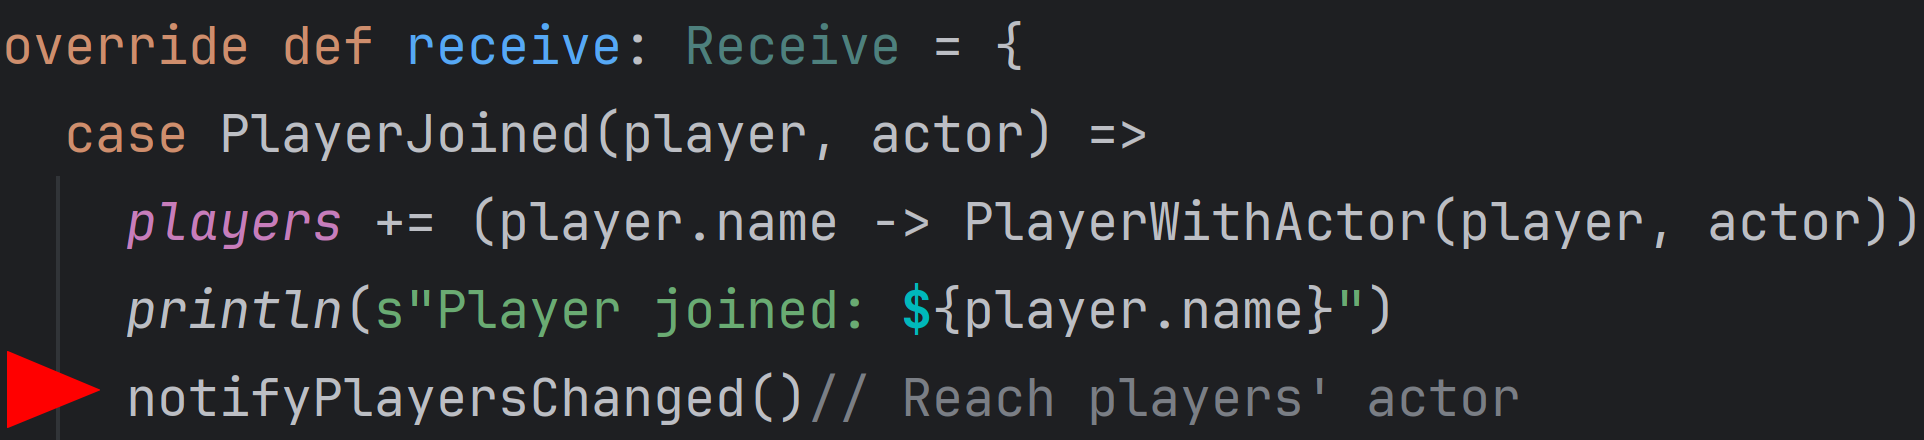 override def receive: Receive = {
case PlayerJoined(player, actor) =>
players += (player.name -> PlayerWithActor(player, actor))
println(s"Player joined: ${player.name}")
notifyPlayersChanged()// Reach players' actor